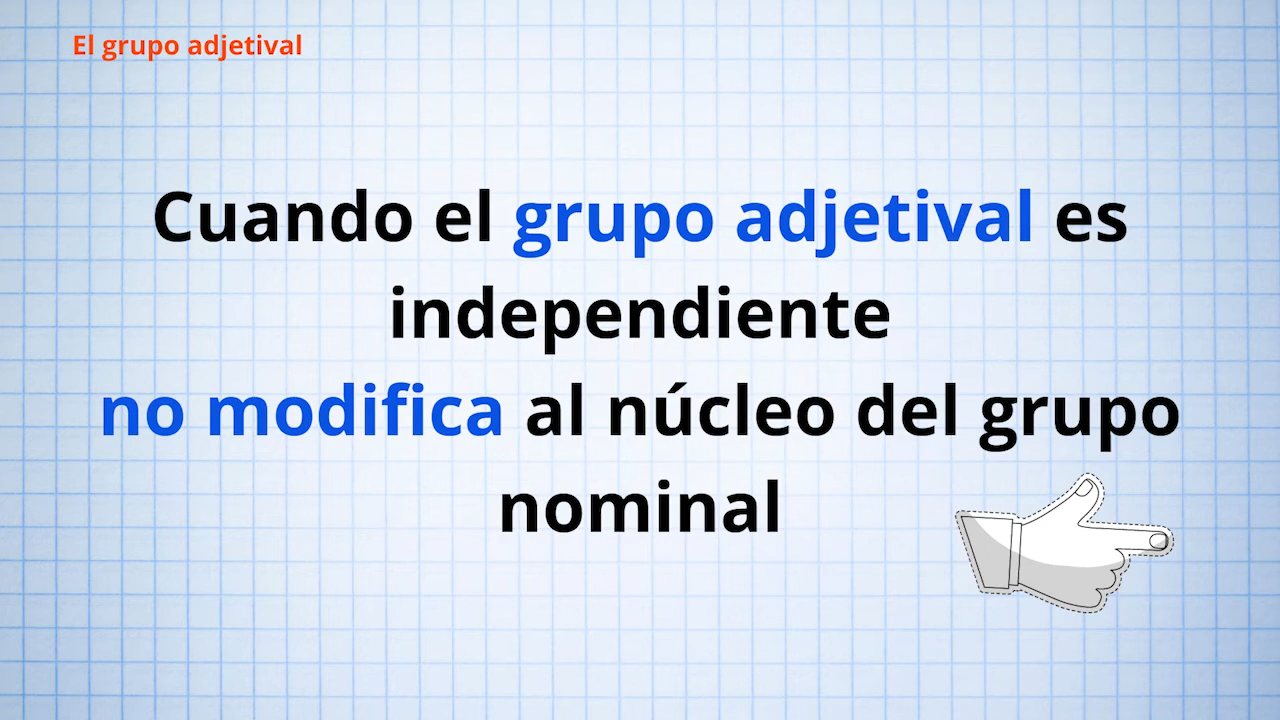 El grupo adjetival
Cuando el grupo adjetival es
independiente
no modifica al núcleo del grupo
nominal